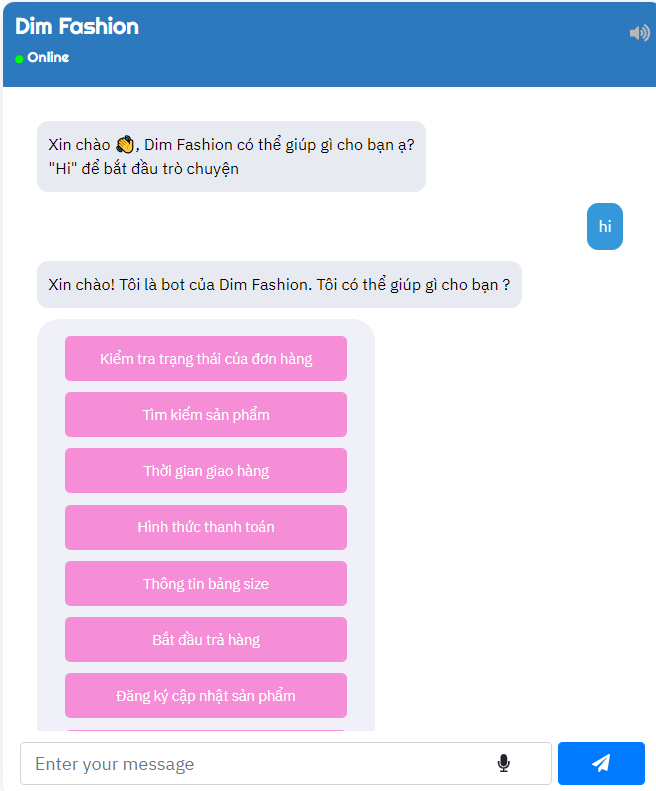 Dim Fashion
Online
Xin chào 👏, Dim Fashion có thể giúp gì cho bạn ạ?
"Hi" để bắt đầu trò chuyện
hi
Xin chào! Tôi là bot của Dim Fashion. Tôi có thể giúp gì cho bạn ?
Kiểm tra trạng thái của đơn hàng
Tìm kiếm sản phẩm
Thời gian giao hàng
Hình thức thanh toán
Thông tin bảng size
Bắt đầu trả hàng
Đăng ký cập nhật sản phẩm
Enter your message